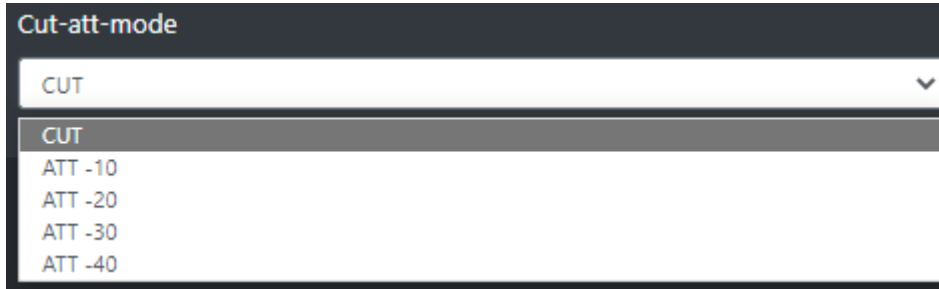 Cut-att-mode
CUT
CUT
ATT -10
ATT -20
ATT -30
ATT -40